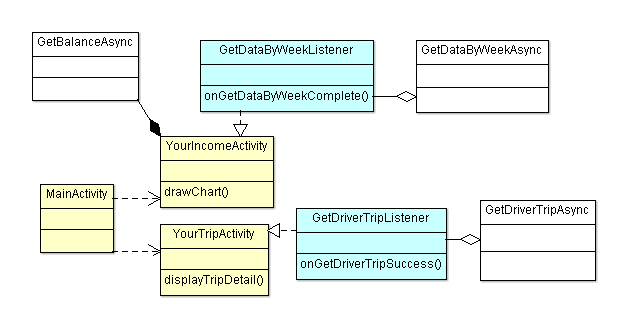 GetBalanceAsync
GetDataByWeekListener
onGetDataByWeekComplete()
GetDataByWeekAsync
YourIncomeActivity
drawChart()
MainActivity
YourTripActivity
displayTripDetail()
GetDriverTripListener
onGetDriverTripSuccess()
GetDriverTripAsync